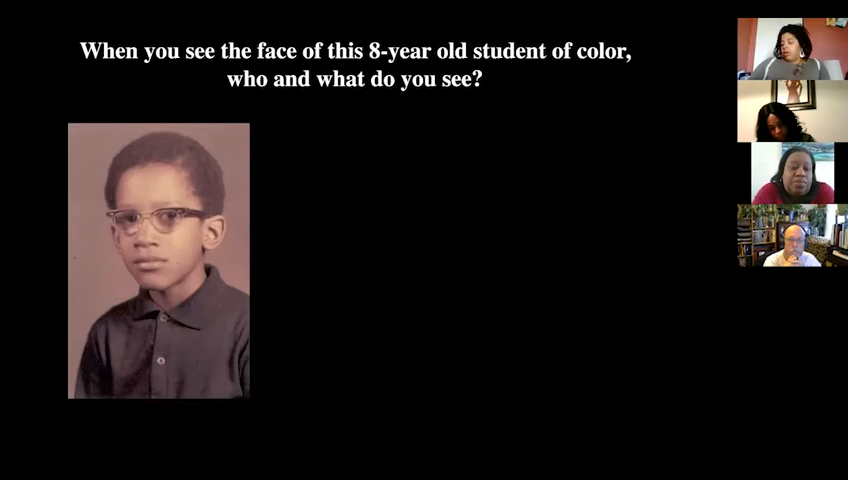 When you see the face of this 8-year old student of color,
who and what do you see?